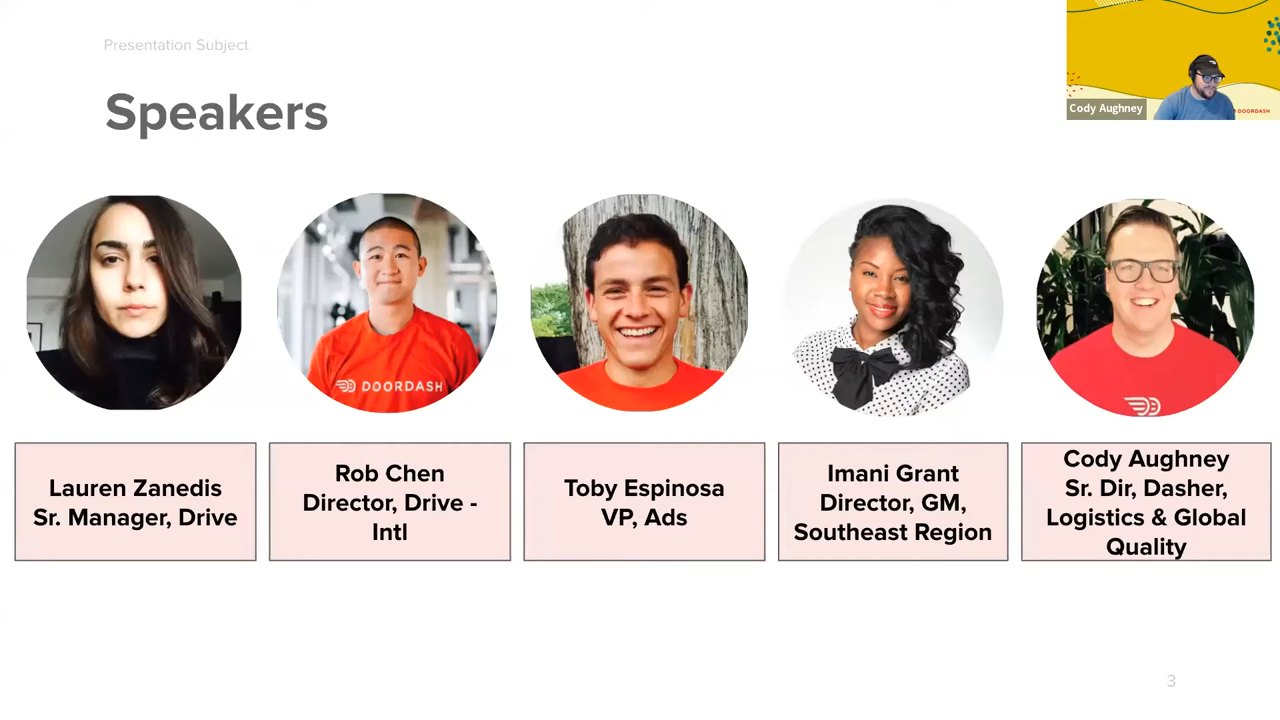 Presentation Subject
Speakers
Cody Aughney
DOORDASH
DOORDASH
Lauren Zanedis
Sr. Manager, Drive
Rob Chen
Director, Drive -
Intl
Toby Espinosa
VP, Ads
Imani Grant
Director, GM,
Southeast Region
Cody Aughney
Sr. Dir, Dasher,
Logistics & Global
Quality
3